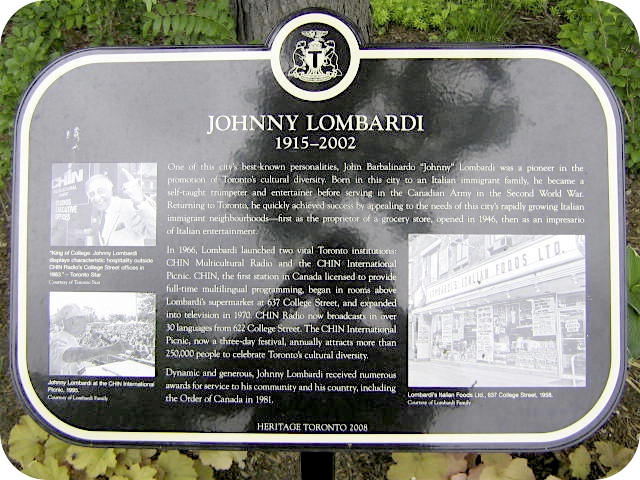 T
JOHNNY LOMBARDI
1915–2002
One of this city's best-known personalities, John Barbalinardo "Johnny" Lombardi was a pioneer in the
promotion of Toronto's cultural diversity. Born in this city to an Italian immigrant family, he became a
self-taught trumpeter and entertainer before serving in the Canadian Army in the Second World War.
Returning to Toronto, he quickly achieved success by appealing to the needs of this city's rapidly growing Italian
immigrant neighbourhoods—first as the proprietor of a grocery store, opened in 1946, then as an impresario
of Italian entertainment.
In 1966, Lombardi launched two vital Toronto institutions:
CHIN Multicultural Radio and the CHIN International
Picnic. CHIN, the first station in Canada licensed to provide
full-time multilingual programming, began in rooms above
Lombardi's supermarket at 637 College Street, and expanded
into television in 1970. CHIN Radio now broadcasts in over
30 languages from 622 College Street. The CHIN International
Picnic, now a three-day festival, annually attracts more than
250,000 people to celebrate Toronto's cultural diversity.
Dynamic and generous, Johnny Lombardi received numerous
awards for service to his community and his country, including
the Order of Canada in 1981.
CHIN
STUDIOS
EXECUTIVE
OFFICES
"King of College: Johnny Lombardi
displays characteristic hospitality outside
CHIN Radio's College Street offices in
1983." – Toronto Star
Courtesy of Toronto Star
Johnny Lombardi at the CHIN International
Picnic, 1995.
Courtesy of Lombardi Family
LOMBARDI'S ITALIAN FOODS LTD.
Lombardi's Italian Foods Ltd., 637 College Street, 1958.
Courtesy of Lombardi Family
HERITAGE TORONTO 2008